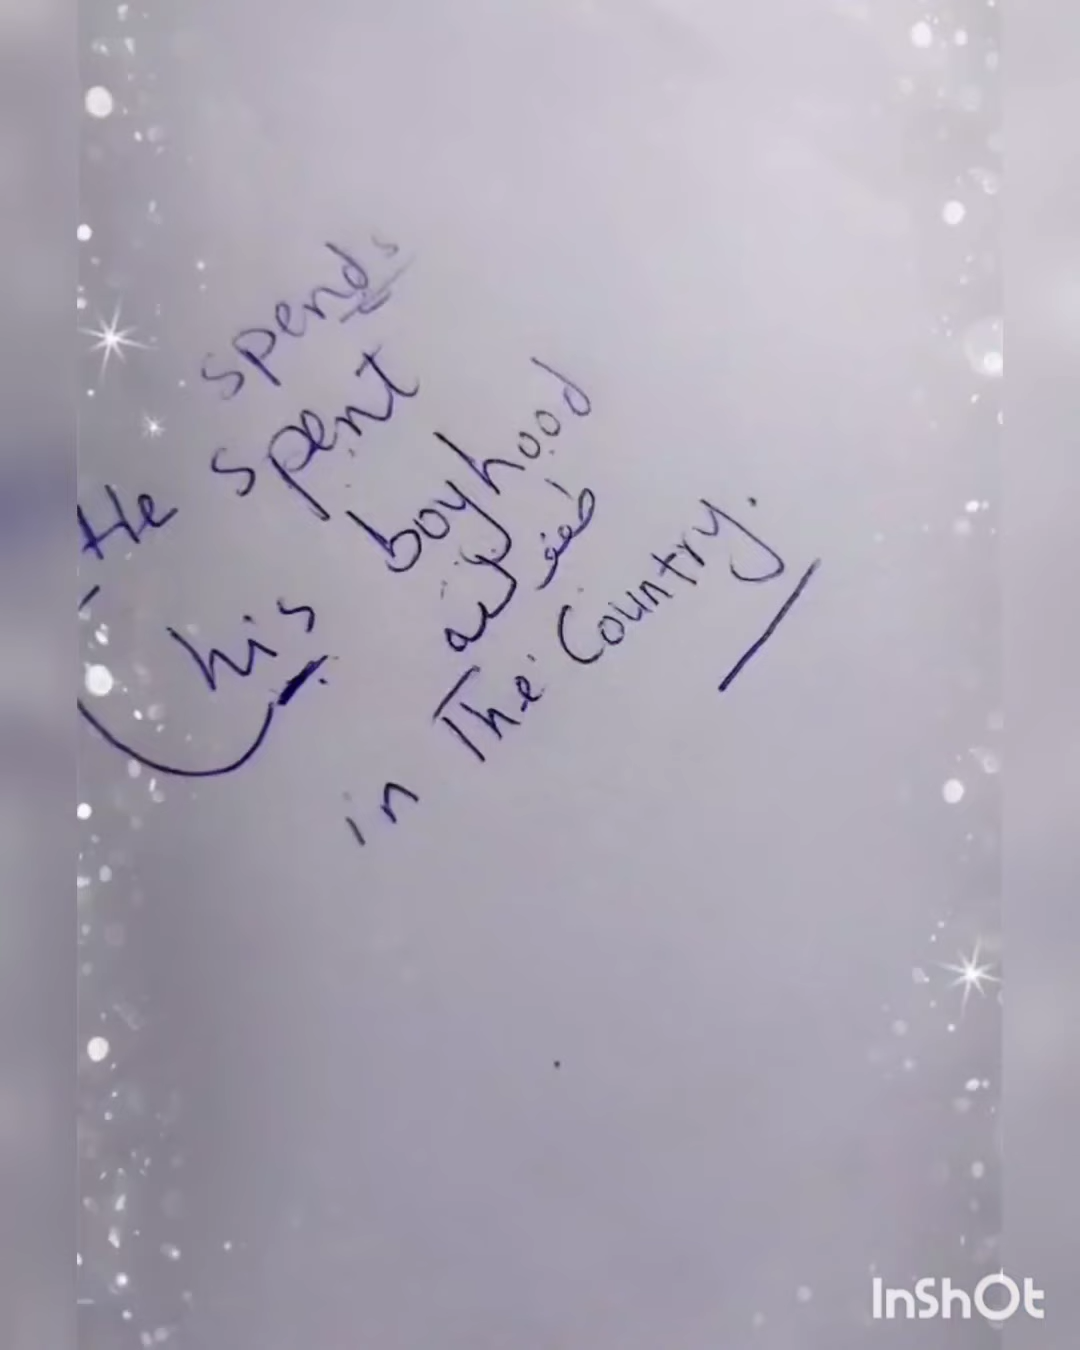 spends
He spent
his boyhood
طفولته
in The Country.
InShOt